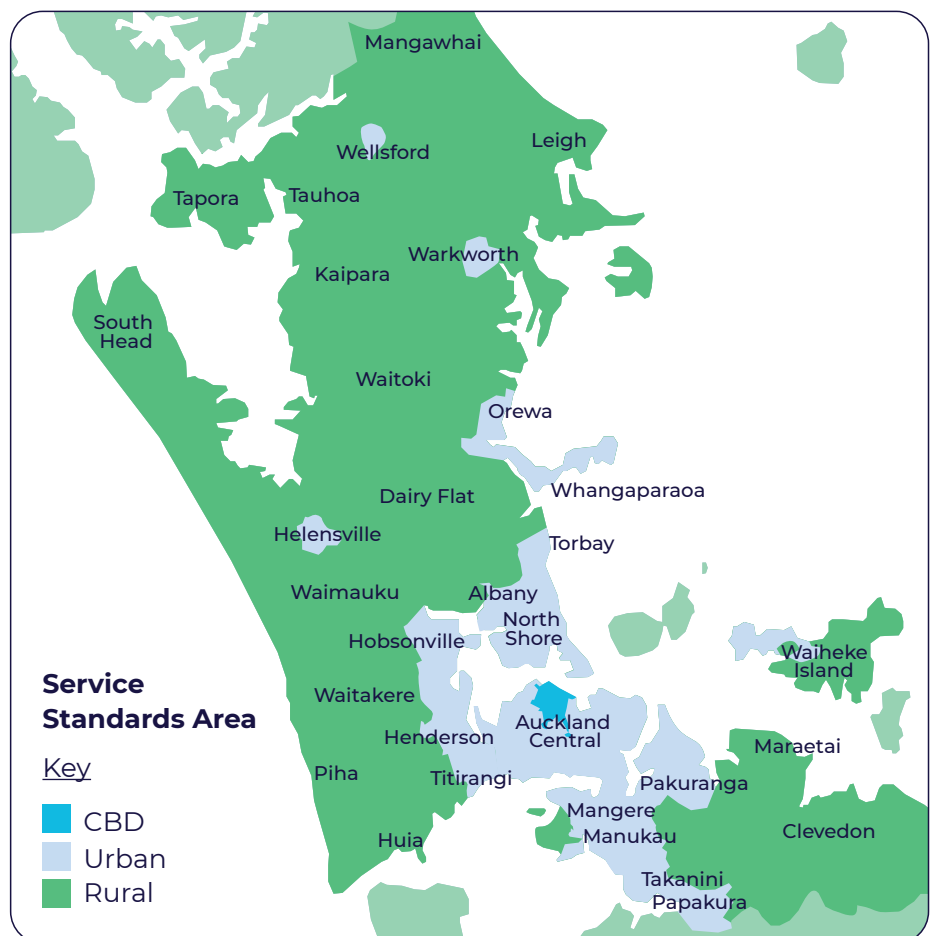 Mangawhai
Leigh
Wellsford
Tapora
Tauhoa
Warkworth
Kaipara
South
Head
Waitoki
Orewa
Whangaparaoa
Dairy Flat
Helensville
Torbay
Waimauku
Albany
North
Shore
Hobsonville
Waiheke
Island
Waitakere
Auckland
Central
Henderson
Maraetai
Piha
Titirangi
Pakuranga
Mangere
Manukau
Clevedon
Huia
Takanini
Papakura
Service
Standards Area
Key
CBD
Urban
Rural